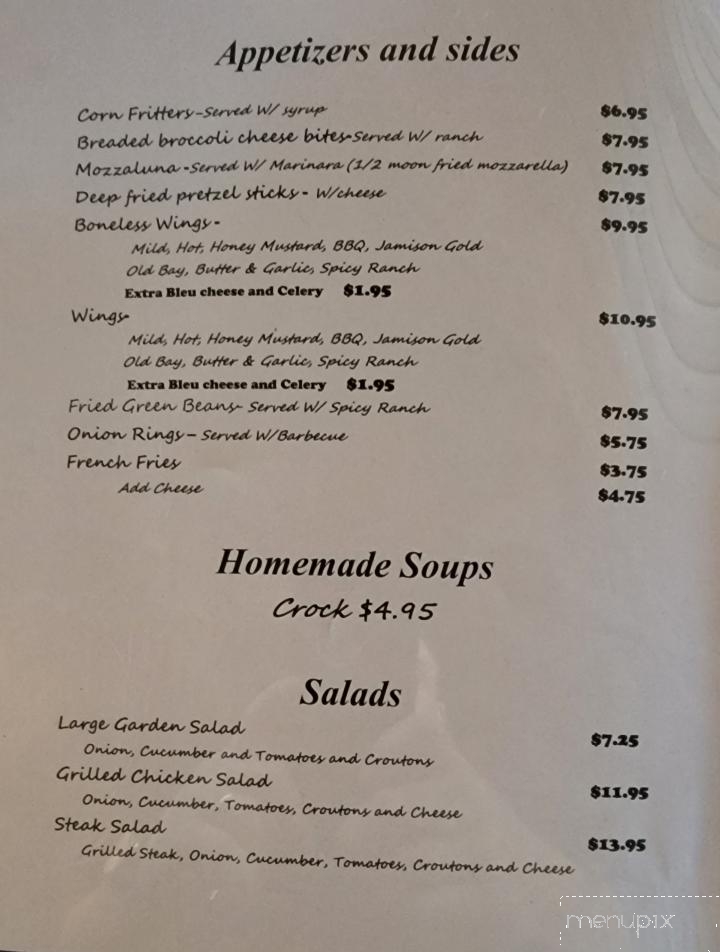 Appetizers and sides
Corn Fritters-Served W/ syrup $6.95
Breaded broccoli cheese bites-Served W/ ranch $7.95
Mozzaluna -Served W/ Marinara (1/2 moon fried mozzarella) $7.95
Deep fried pretzel sticks - W/cheese $7.95
Boneless Wings - $9.95
Mild, Hot, Honey Mustard, BBQ, Jamison Gold
Old Bay, Butter & Garlic, Spicy Ranch
Extra Bleu cheese and Celery $1.95
Wings- $10.95
Mild, Hot, Honey Mustard, BBQ, Jamison Gold
Old Bay, Butter & Garlic, Spicy Ranch
Extra Bleu cheese and Celery $1.95
Fried Green Beans- Served W/ Spicy Ranch $7.95
Onion Rings – Served W/Barbecue $5.75
French Fries $3.75
Add Cheese $4.75
Homemade Soups
Crock $4.95
Salads
Large Garden Salad $7.25
Onion, Cucumber and Tomatoes and Croutons
Grilled Chicken Salad $11.95
Onion, Cucumber, Tomatoes, Croutons and Cheese
Steak Salad $13.95
Grilled Steak, Onion, Cucumber, Tomatoes, Croutons and Cheese
menupix